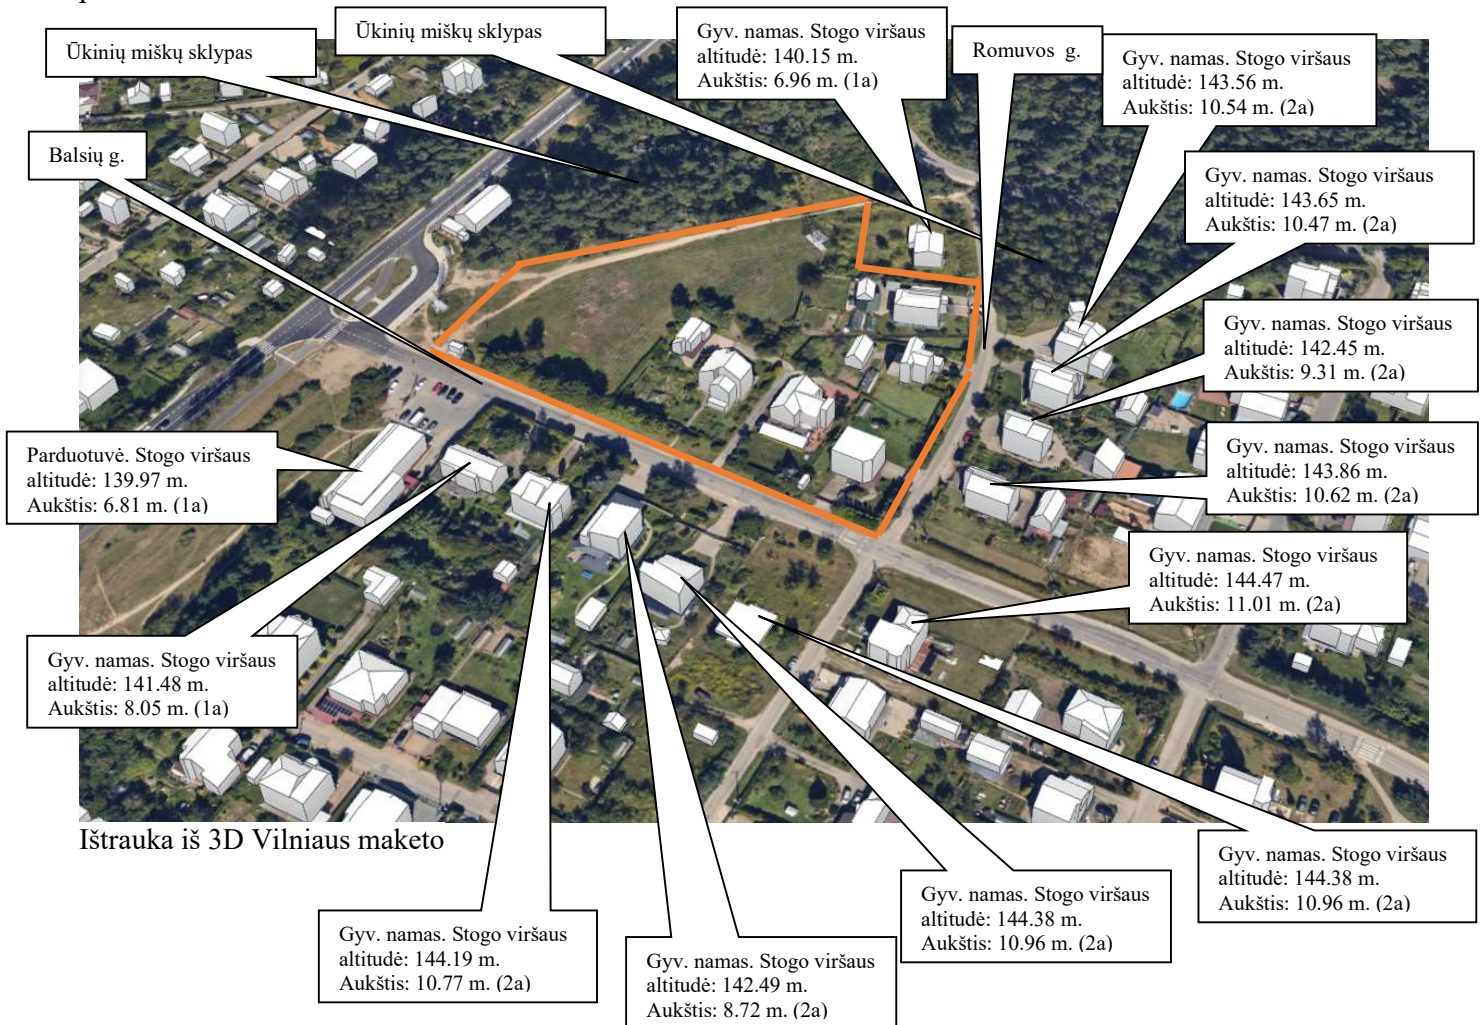 Ūkinių miškų sklypas
Ūkinių miškų sklypas
Gyv. namas. Stogo viršaus
altitudė: 140.15 m.
Aukštis: 6.96 m. (1a)
Romuvos g.
Gyv. namas. Stogo viršaus
altitudė: 143.56 m.
Aukštis: 10.54 m. (2a)
Balsių g.
Gyv. namas. Stogo viršaus
altitudė: 143.65 m.
Aukštis: 10.47 m. (2a)
Gyv. namas. Stogo viršaus
altitudė: 142.45 m.
Aukštis: 9.31 m. (2a)
Parduotuvė. Stogo viršaus
altitudė: 139.97 m.
Aukštis: 6.81 m. (1a)
Gyv. namas. Stogo viršaus
altitudė: 143.86 m.
Aukštis: 10.62 m. (2a)
Gyv. namas. Stogo viršaus
altitudė: 144.47 m.
Aukštis: 11.01 m. (2a)
Gyv. namas. Stogo viršaus
altitudė: 141.48 m.
Aukštis: 8.05 m. (1a)
Ištrauka iš 3D Vilniaus maketo
Gyv. namas. Stogo viršaus
altitudė: 144.38 m.
Aukštis: 10.96 m. (2a)
Gyv. namas. Stogo viršaus
altitudė: 144.38 m.
Aukštis: 10.96 m. (2a)
Gyv. namas. Stogo viršaus
altitudė: 144.19 m.
Aukštis: 10.77 m. (2a)
Gyv. namas. Stogo viršaus
altitudė: 142.49 m.
Aukštis: 8.72 m. (2a)